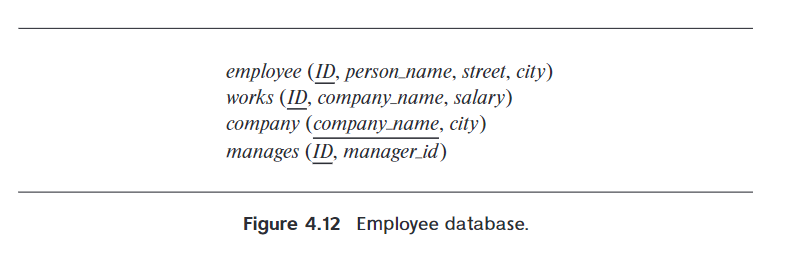 employee (ID, person_name, street, city)
works (ID, company_name, salary)
company (company_name, city)
manages (ID, manager_id)
Figure 4.12 Employee database.